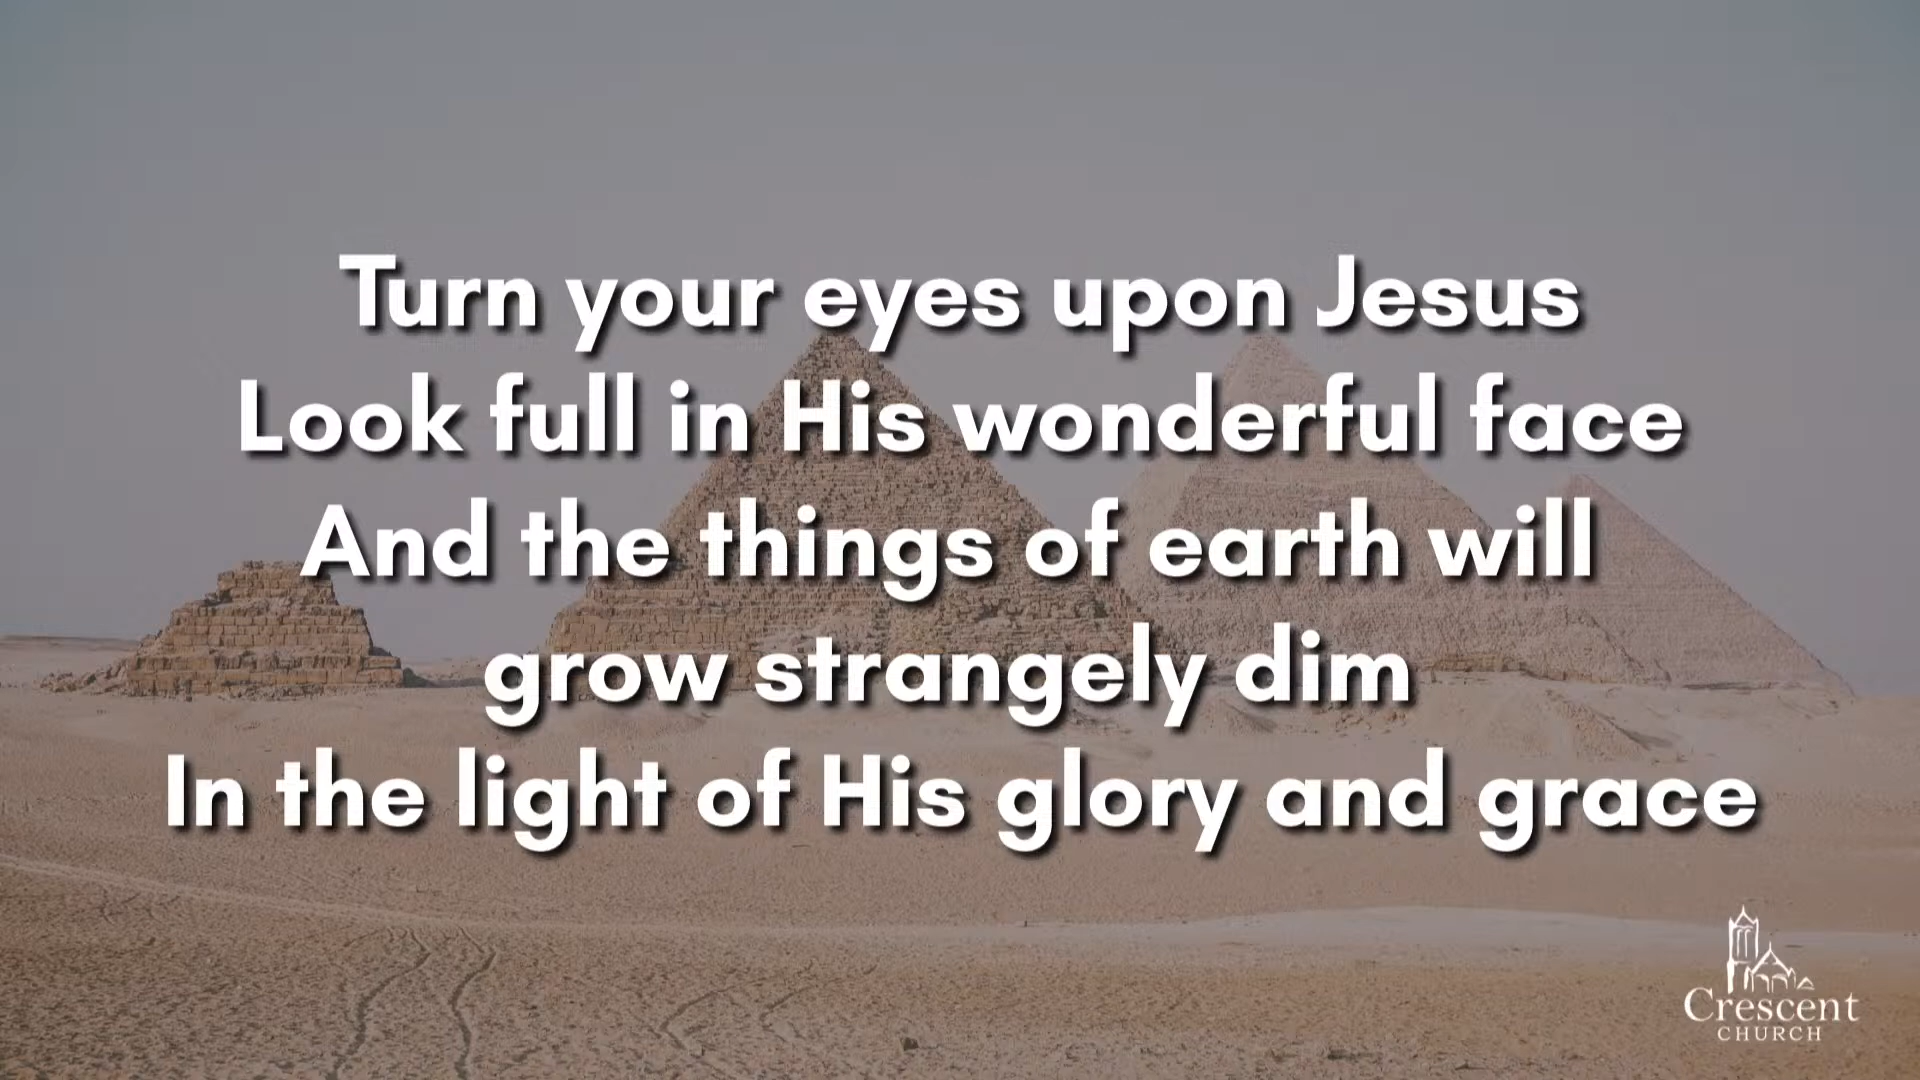 Turn your eyes upon Jesus
Look full in His wonderful face
And the things of earth will
grow strangely dim
In the light of His glory and grace
Crescent
CHURCH